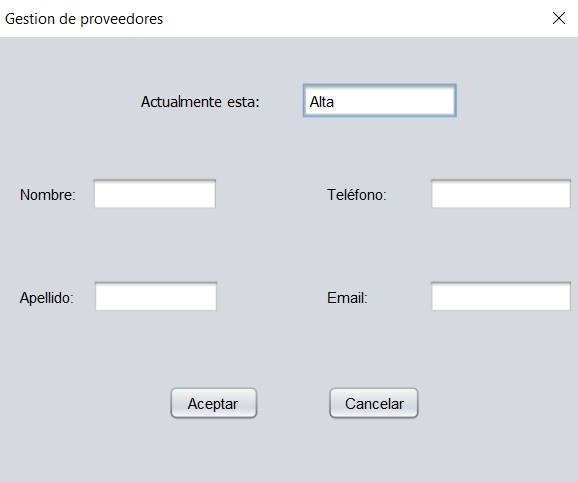 Gestion de proveedores
Actualmente esta: Alta
Nombre: Teléfono:
Apellido: Email:
Aceptar Cancelar